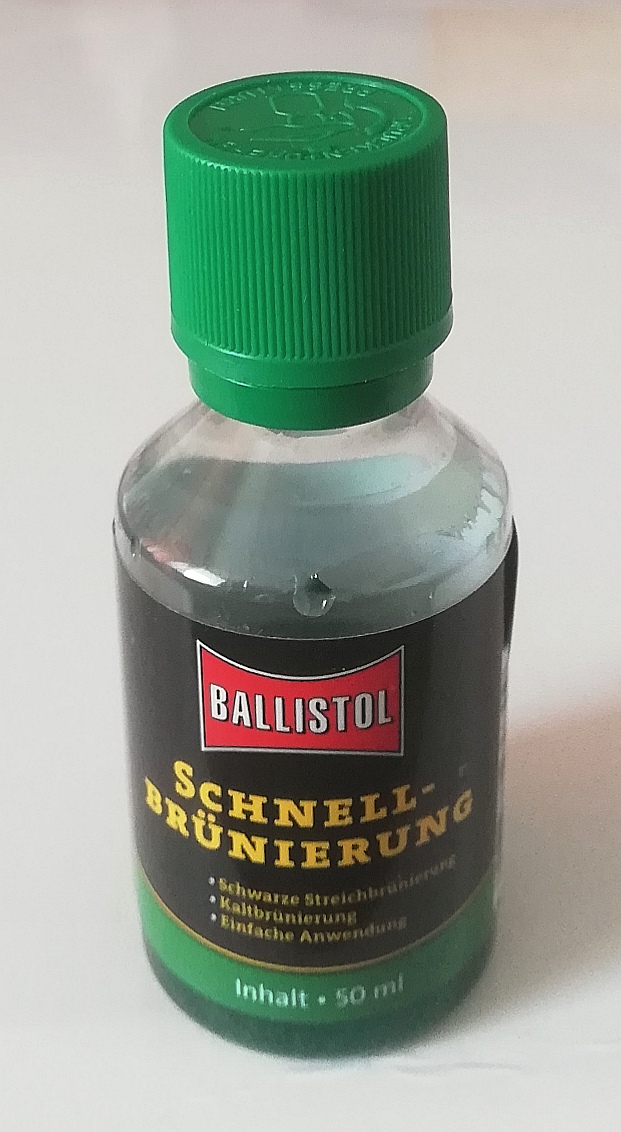 BALLISTOL
SCHNELL-
BRÜNIERUNG
• Schwarze Streichbrünierung
• Kaltbrünierung
• Einfache Anwendung
Inhalt • 50 ml